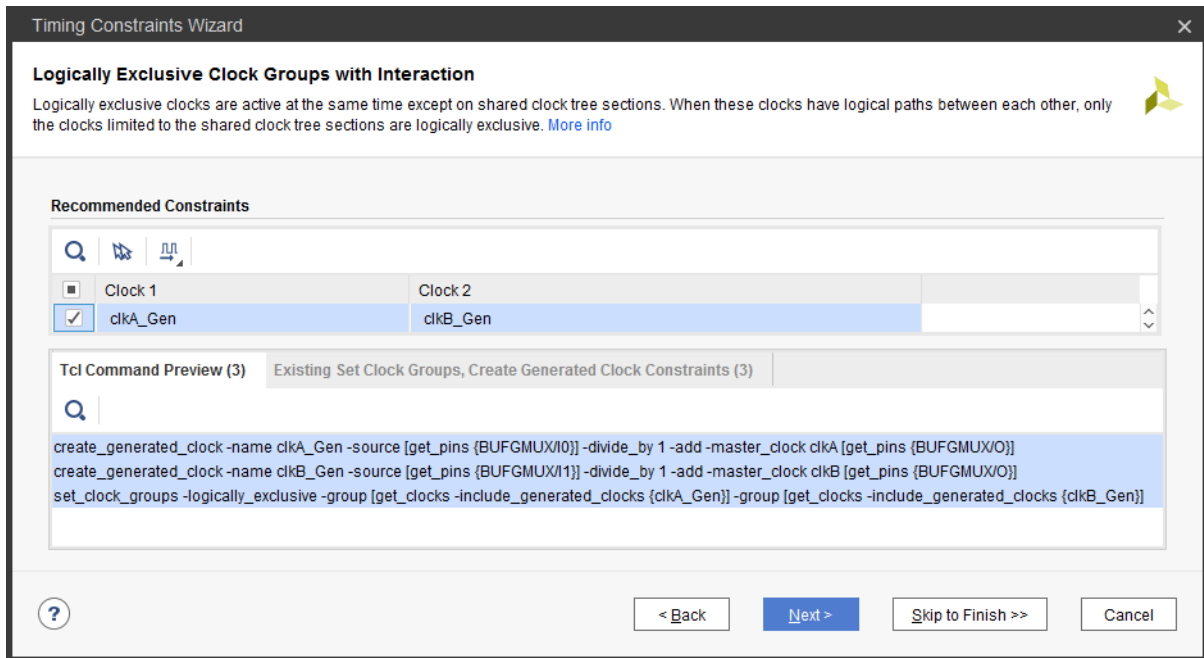 Timing Constraints Wizard
Logically Exclusive Clock Groups with Interaction
Logically exclusive clocks are active at the same time except on shared clock tree sections. When these clocks have logical paths between each other, only
the clocks limited to the shared clock tree sections are logically exclusive. More info
Recommended Constraints
Clock 1 Clock 2
clkA_Gen clkB_Gen
Tcl Command Preview (3) Existing Set Clock Groups, Create Generated Clock Constraints (3)
create_generated_clock -name clkA_Gen -source [get_pins {BUFGMUX/I0}] -divide_by 1 -add -master_clock clkA [get_pins {BUFGMUX/O}]
create_generated_clock -name clkB_Gen -source [get_pins {BUFGMUX/I1}] -divide_by 1 -add -master_clock clkB [get_pins {BUFGMUX/O}]
set_clock_groups -logically_exclusive -group [get_clocks -include_generated_clocks {clkA_Gen}] -group [get_clocks -include_generated_clocks {clkB_Gen}]
? < Back Next > Skip to Finish >> Cancel